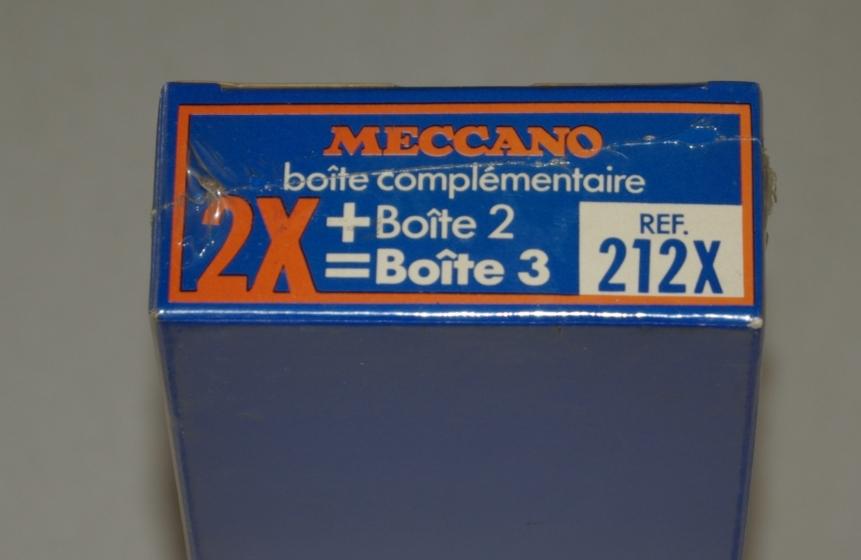 MECCANO
boîte complémentaire
2X + Boîte 2
= Boîte 3
REF.
212X